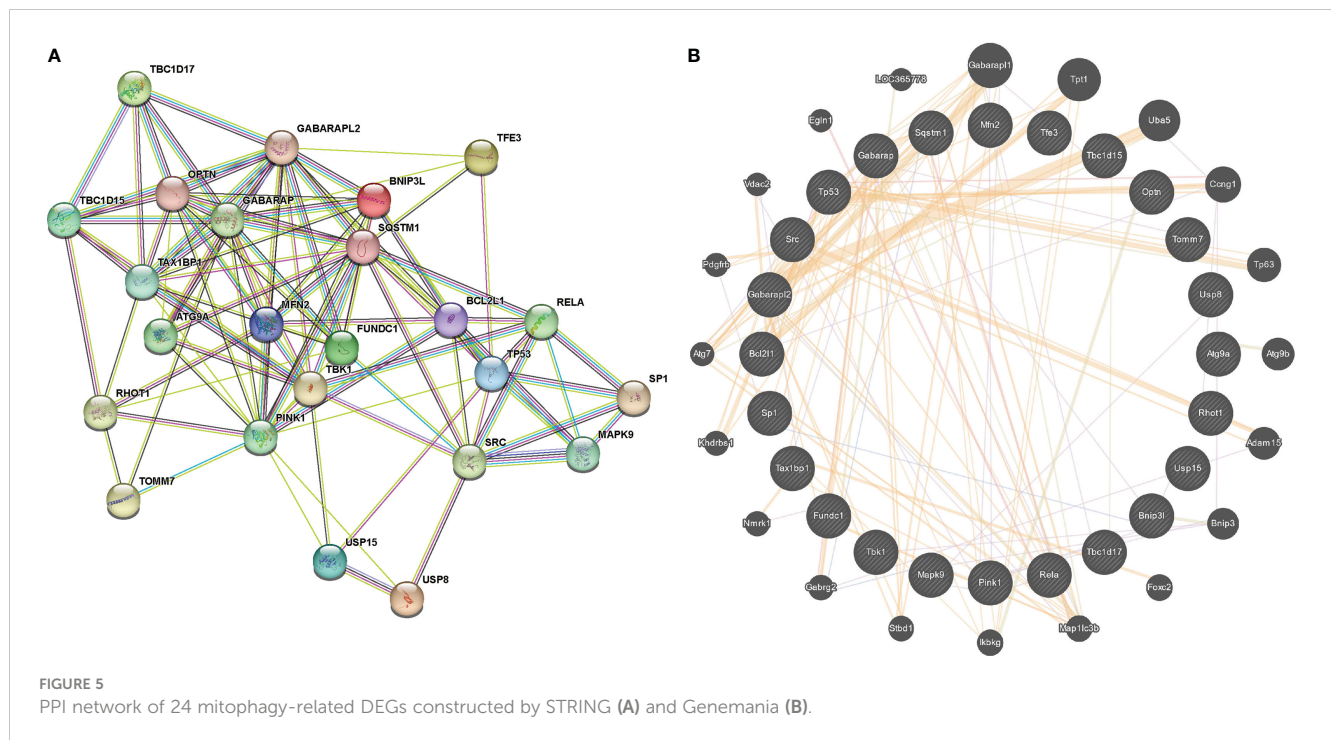 A
TBC1D17
GABARAPL2
TFE3
OPTN
BNIP3L
TBC1D15
GABARAP
SQSTM1
TAX1BP1
BCL2L1
RELA
ATG9A
MFN2
FUNDC1
TP53
TBK1
SP1
RHOT1
PINK1
SRC
MAPK9
TOMM7
USP15
USP8
B
Gabarapl1
LOC365778
Tpt1
Egln1
Sqstm1
Mfn2
Tfe3
Uba5
Gabarap
Tbc1d15
Vdac2
Tp53
Optn
Ccng1
Src
Tomm7
Pdgfrb
Tp63
Gabarapl2
Usp8
Atg7
Bcl2l1
Atg9a
Atg9b
Sp1
Rhot1
Khdrbs1
Adam15
Tax1bp1
Usp15
Nmrk1
Fundc1
Bnip3l
Bnip3
Tbk1
Tbc1d17
Gabrg2
Mapk9
Pink1
Rela
Foxc2
Stbd1
Ikbkg
Map1lc3b
FIGURE 5
PPI network of 24 mitophagy-related DEGs constructed by STRING (A) and Genemania (B).